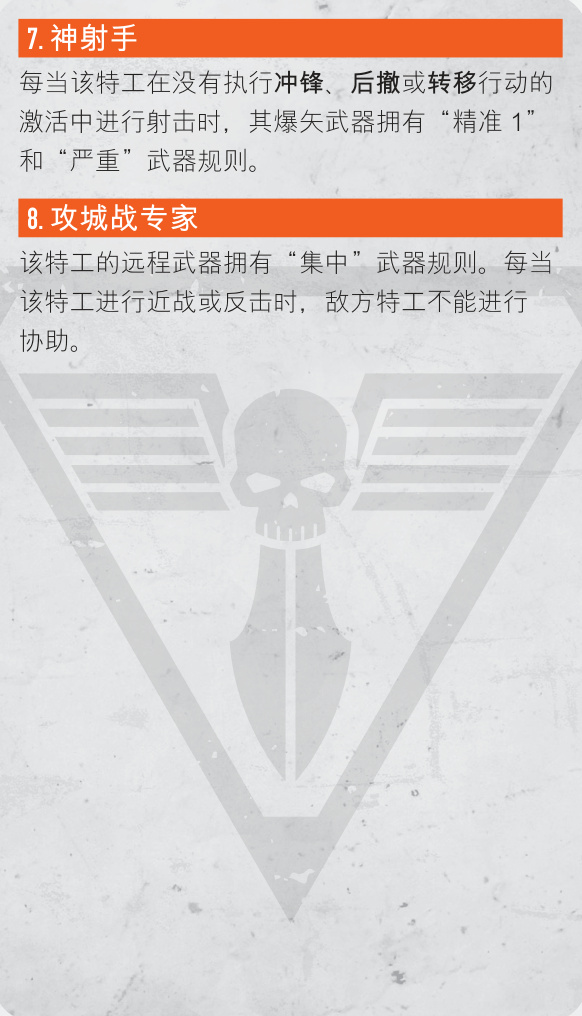 7. 神射手
每当该特工在没有执行冲锋、后撤或转移行动的
激活中进行射击时，其爆矢武器拥有“精准 1”
和“严重”武器规则。
8. 攻城战专家
该特工的远程武器拥有“集中”武器规则。每当
该特工进行近战或反击时，敌方特工不能进行
协助。